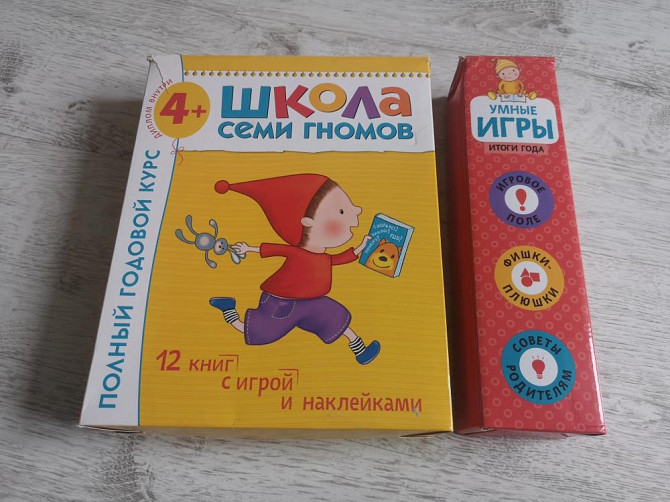 ПОЛНЫЙ ГОДОВОЙ КУРС
ДИПЛОМ ВНУТРИ
4+
ШКОЛА
СЕМИ ГНОМОВ
12 книг
с игрой
и наклейками
УМНЫЕ
ИГРЫ
ИТОГИ ГОДА
ИГРОВОЕ
ПОЛЕ
ФИШКИ-
ПЛЮШКИ
СОВЕТЫ
РОДИТЕЛЯМ